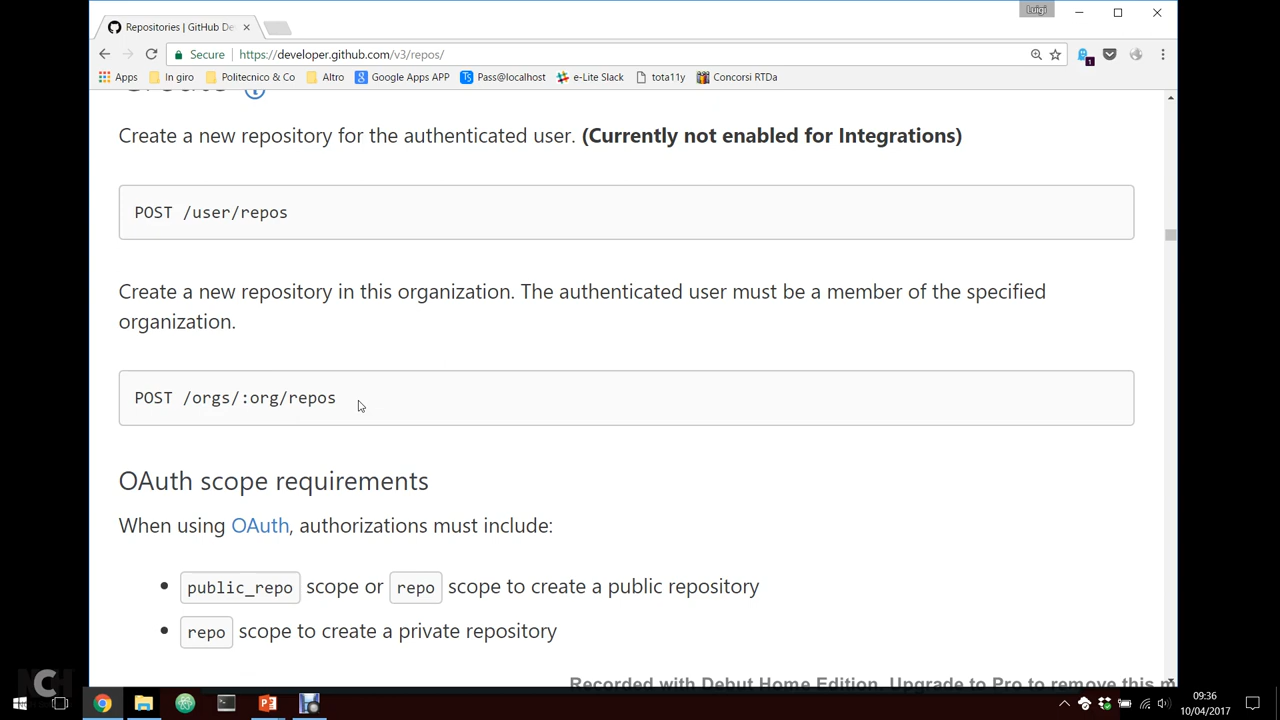 Luigi
Repositories | GitHub De
Secure https://developer.github.com/v3/repos/
Apps In giro Politecnico & Co Altro Google Apps APP Pass@localhost e-Lite Slack tota11y Concorsi RTDa
1
Create
Create a new repository for the authenticated user. (Currently not enabled for Integrations)
POST /user/repos
Create a new repository in this organization. The authenticated user must be a member of the specified
organization.
POST /orgs/:org/repos
OAuth scope requirements
When using OAuth, authorizations must include:
public_repo scope or repo scope to create a public repository
repo scope to create a private repository
Recorded with Debut Home Edition. Upgrade to Pro to remove this m
NCH
09:36
10/04/2017